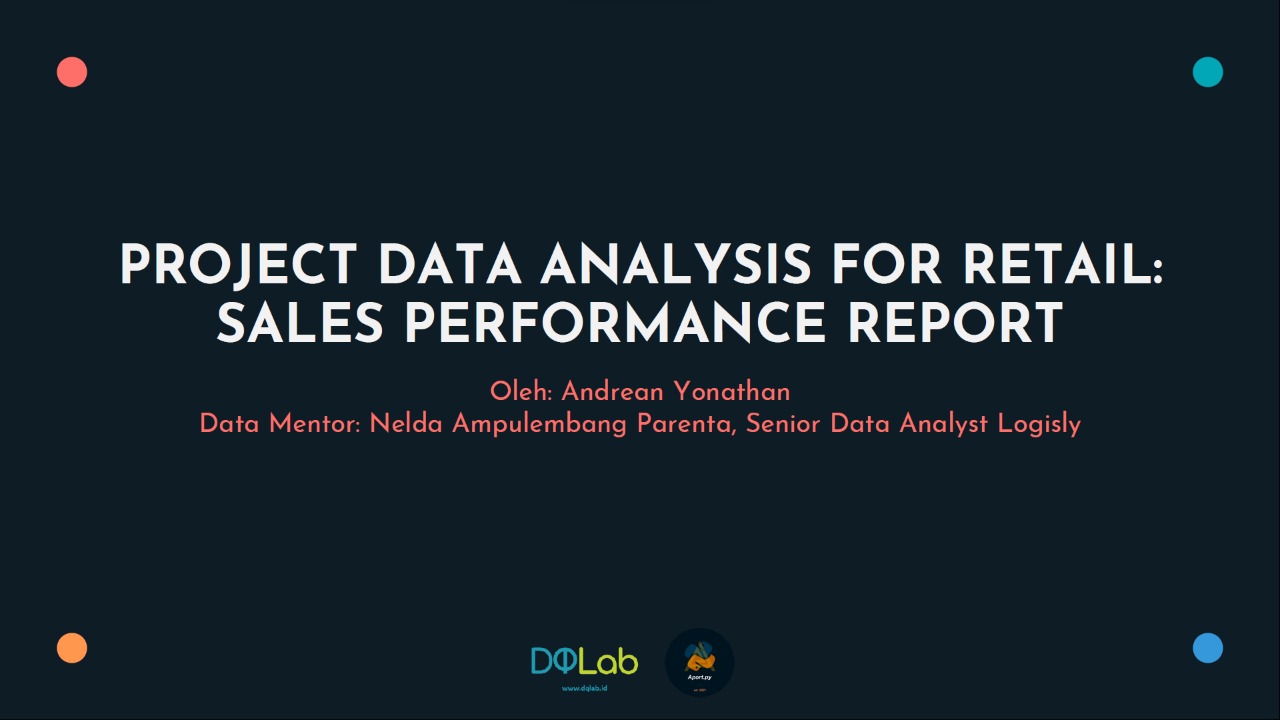 PROJECT DATA ANALYSIS FOR RETAIL:
SALES PERFORMANCE REPORT
Oleh: Andrean Yonathan
Data Mentor: Nelda Ampulembang Parenta, Senior Data Analyst Logisly
DQLab
www.dqlab.id
Aport.py